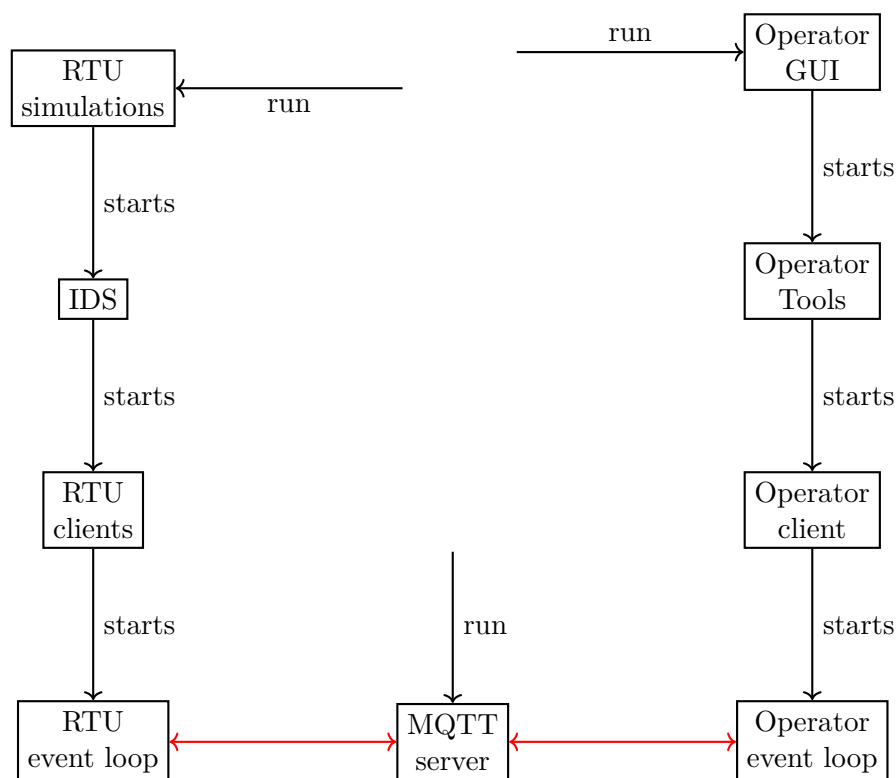 run
Operator
GUI
RTU
simulations
run
starts
starts
IDS
Operator
Tools
starts
starts
RTU
clients
Operator
client
starts
run
starts
RTU
event loop
MQTT
server
Operator
event loop